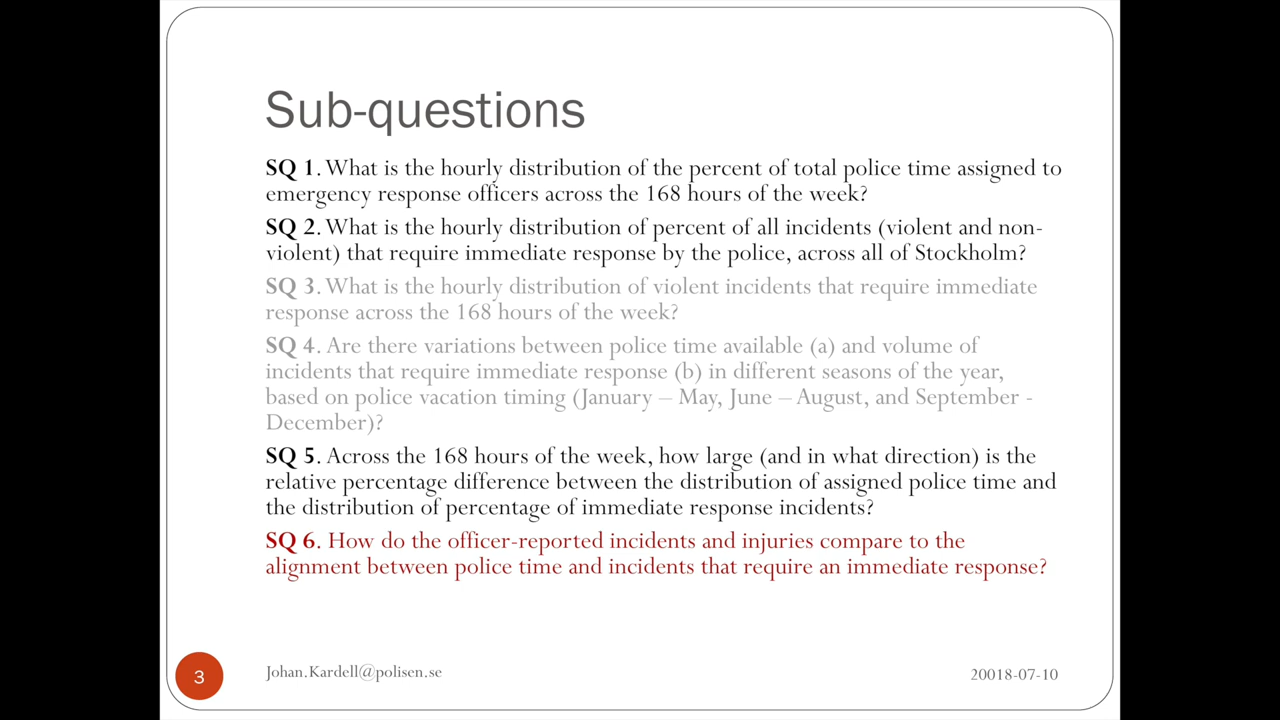 Sub-questions
SQ 1. What is the hourly distribution of the percent of total police time assigned to
emergency response officers across the 168 hours of the week?
SQ 2. What is the hourly distribution of percent of all incidents (violent and non-
violent) that require immediate response by the police, across all of Stockholm?
SQ 3. What is the hourly distribution of violent incidents that require immediate
response across the 168 hours of the week?
SQ 4. Are there variations between police time available (a) and volume of
incidents that require immediate response (b) in different seasons of the year,
based on police vacation timing (January – May, June – August, and September -
December)?
SQ 5. Across the 168 hours of the week, how large (and in what direction) is the
relative percentage difference between the distribution of assigned police time and
the distribution of percentage of immediate response incidents?
SQ 6. How do the officer-reported incidents and injuries compare to the
alignment between police time and incidents that require an immediate response?
3
Johan.Kardell@polisen.se
20018-07-10